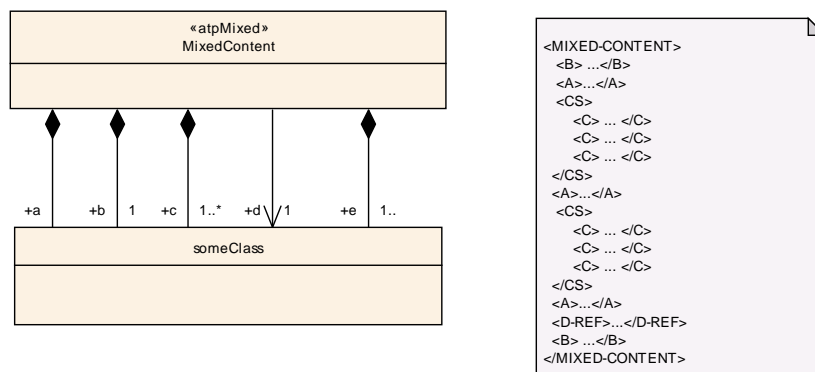 «atpMixed»
MixedContent
+a +b 1 +c 1..* +d 1 +e 1..
someClass
<MIXED-CONTENT>
<B> ...</B>
<A>...</A>
<CS>
<C> ... </C>
<C> ... </C>
<C> ... </C>
</CS>
<A>...</A>
<CS>
<C> ... </C>
<C> ... </C>
<C> ... </C>
</CS>
<A>...</A>
<D-REF>...</D-REF>
<B> ...</B>
</MIXED-CONTENT>